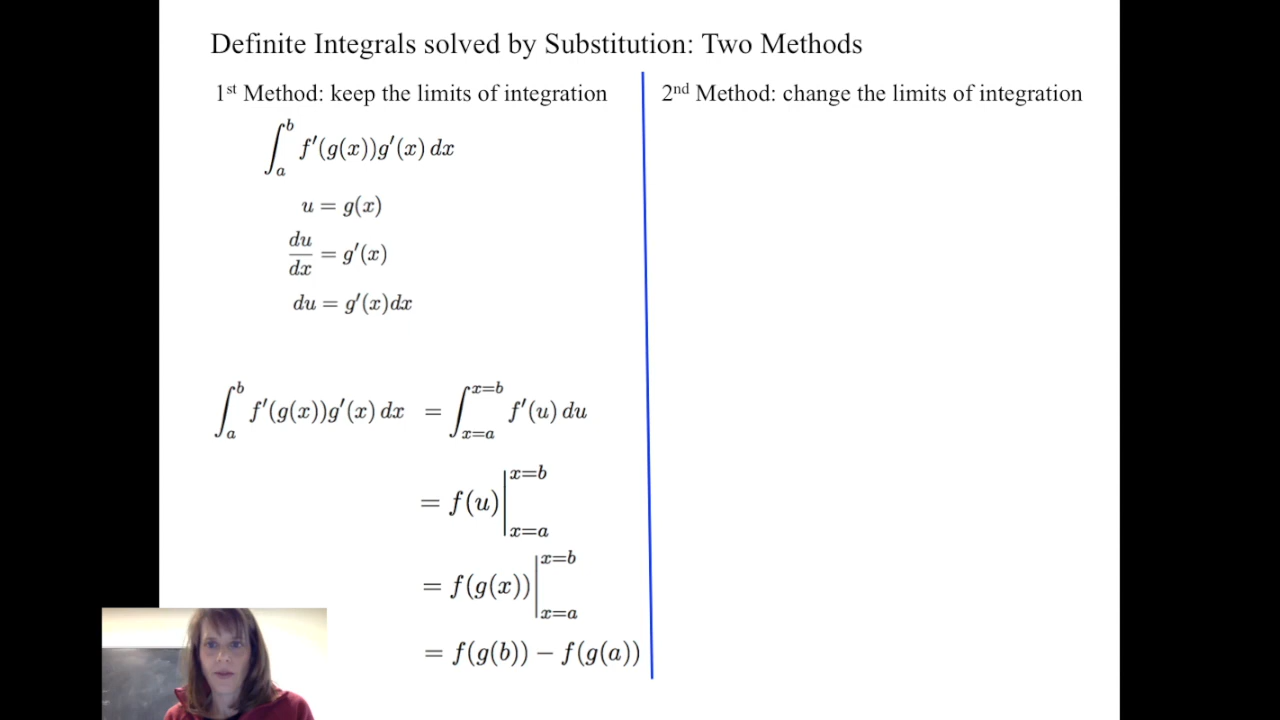 Definite Integrals solved by Substitution: Two Methods
1st Method: keep the limits of integration
∫_a^b f′(g(x))g′(x) dx
u = g(x)
du/dx = g′(x)
du = g′(x)dx
∫_a^b f′(g(x))g′(x) dx = ∫_{x=a}^{x=b} f′(u) du
= f(u)|_{x=a}^{x=b}
= f(g(x))|_{x=a}^{x=b}
= f(g(b)) − f(g(a))
2nd Method: change the limits of integration